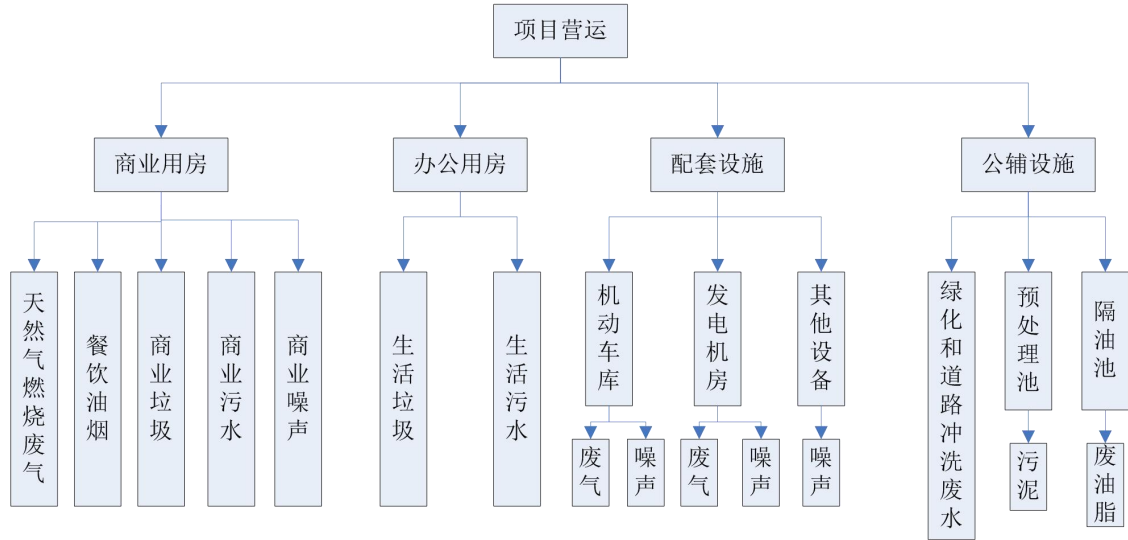 项目营运
商业用房
办公用房
配套设施
公辅设施
天然气燃烧废气
餐饮油烟
商业垃圾
商业污水
商业噪声
生活垃圾
生活污水
机动车库
发电机房
其他设备
绿化和道路冲洗废水
预处理池
隔油池
废气
噪声
废气
噪声
噪声
污泥
废油脂